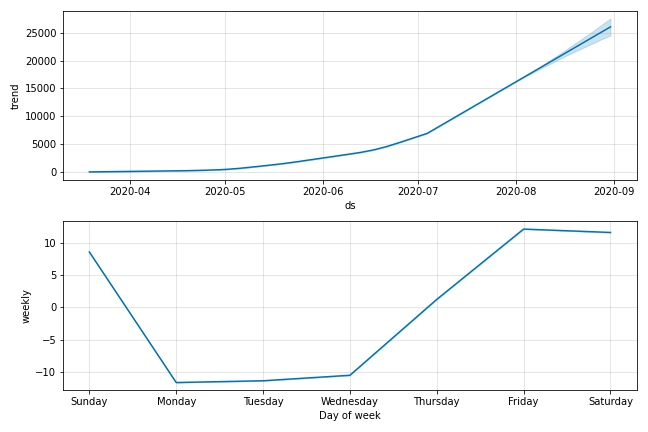 25000
20000
15000
10000
5000
0
trend
2020-04 2020-05 2020-06 2020-07 2020-08 2020-09
ds
10
5
0
−5
−10
weekly
Sunday Monday Tuesday Wednesday Thursday Friday Saturday
Day of week